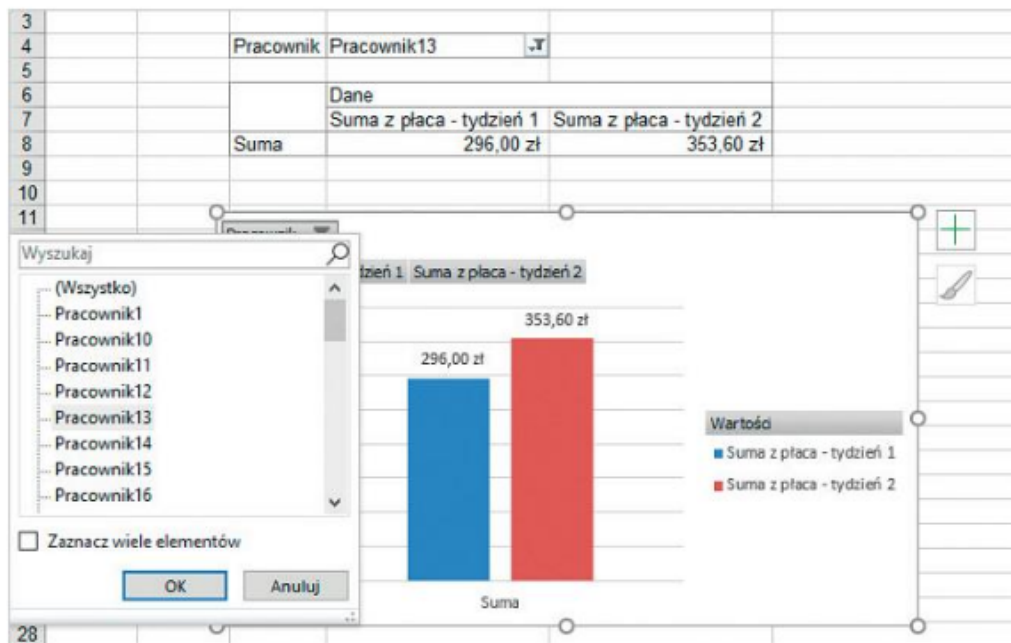 3
4 Pracownik Pracownik13
5
6 Dane
7 Suma z płaca - tydzień 1 Suma z płaca - tydzień 2
8 Suma 296,00 zł 353,60 zł
9
10
11
Wyszukaj
(Wszystko)
Pracownik1
Pracownik10
Pracownik11
Pracownik12
Pracownik13
Pracownik14
Pracownik15
Pracownik16
Zaznacz wiele elementów
OK Anuluj
dzień 1 Suma z płaca - tydzień 2
353,60 zł
296,00 zł
Suma
Wartości
Suma z płaca - tydzień 1
Suma z płaca - tydzień 2
28